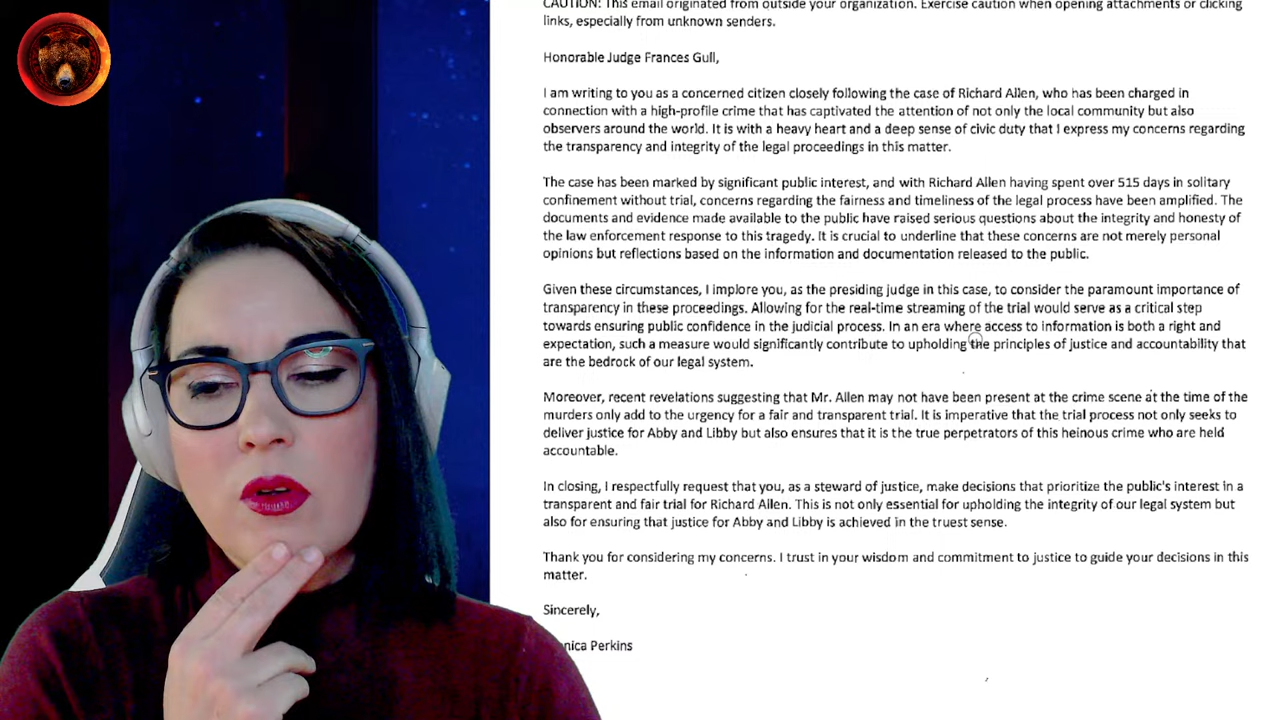 CAUTION: This email originated from outside your organization. Exercise caution when opening attachments or clicking
links, especially from unknown senders.
Honorable Judge Frances Gull,
I am writing to you as a concerned citizen closely following the case of Richard Allen, who has been charged in
connection with a high-profile crime that has captivated the attention of not only the local community but also
observers around the world. It is with a heavy heart and a deep sense of civic duty that I express my concerns regarding
the transparency and integrity of the legal proceedings in this matter.
The case has been marked by significant public interest, and with Richard Allen having spent over 515 days in solitary
confinement without trial, concerns regarding the fairness and timeliness of the legal process have been amplified. The
documents and evidence made available to the public have raised serious questions about the integrity and honesty of
the law enforcement response to this tragedy. It is crucial to underline that these concerns are not merely personal
opinions but reflections based on the information and documentation released to the public.
Given these circumstances, I implore you, as the presiding judge in this case, to consider the paramount importance of
transparency in these proceedings. Allowing for the real-time streaming of the trial would serve as a critical step
towards ensuring public confidence in the judicial process. In an era where access to information is both a right and
expectation, such a measure would significantly contribute to upholding the principles of justice and accountability that
are the bedrock of our legal system.
Moreover, recent revelations suggesting that Mr. Allen may not have been present at the crime scene at the time of the
murders only add to the urgency for a fair and transparent trial. It is imperative that the trial process not only seeks to
deliver justice for Abby and Libby but also ensures that it is the true perpetrators of this heinous crime who are held
accountable.
In closing, I respectfully request that you, as a steward of justice, make decisions that prioritize the public's interest in a
transparent and fair trial for Richard Allen. This is not only essential for upholding the integrity of our legal system but
also for ensuring that justice for Abby and Libby is achieved in the truest sense.
Thank you for considering my concerns. I trust in your wisdom and commitment to justice to guide your decisions in this
matter.
Sincerely,
Perkins